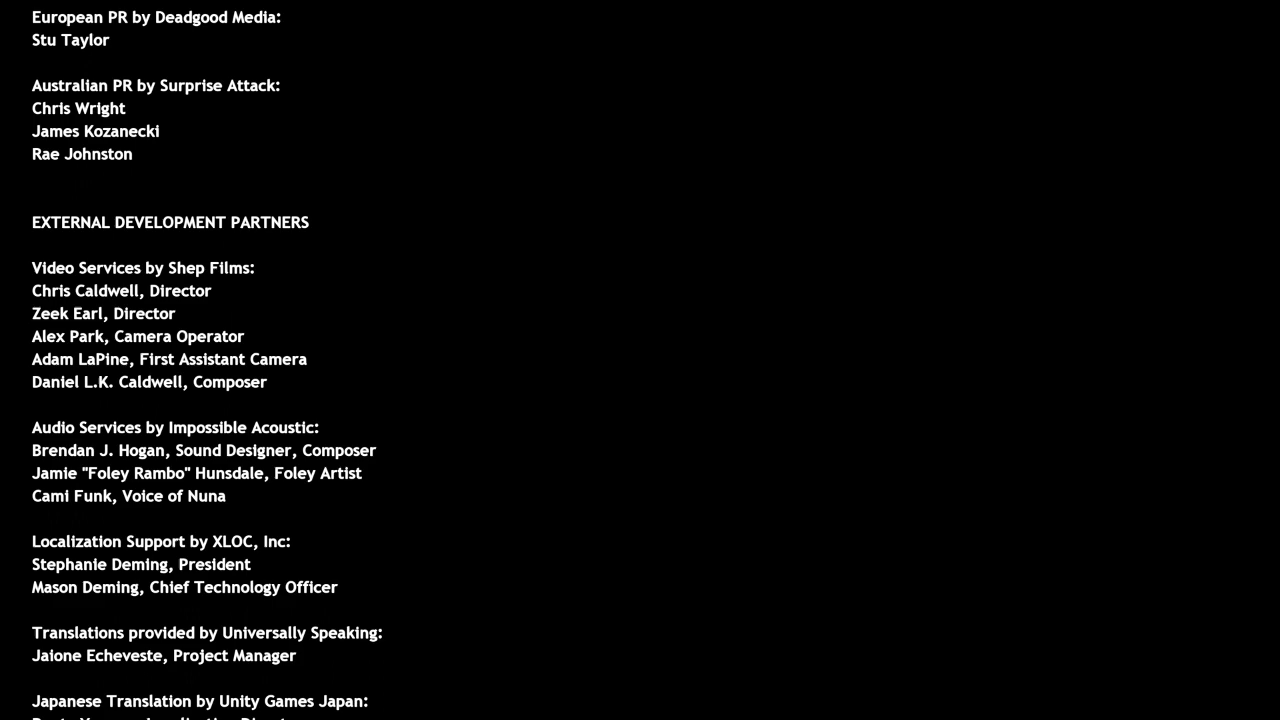 European PR by Deadgood Media:
Stu Taylor
Australian PR by Surprise Attack:
Chris Wright
James Kozanecki
Rae Johnston
EXTERNAL DEVELOPMENT PARTNERS
Video Services by Shep Films:
Chris Caldwell, Director
Zeek Earl, Director
Alex Park, Camera Operator
Adam LaPine, First Assistant Camera
Daniel L.K. Caldwell, Composer
Audio Services by Impossible Acoustic:
Brendan J. Hogan, Sound Designer, Composer
Jamie "Foley Rambo" Hunsdale, Foley Artist
Cami Funk, Voice of Nuna
Localization Support by XLOC, Inc:
Stephanie Deming, President
Mason Deming, Chief Technology Officer
Translations provided by Universally Speaking:
Jaione Echeveste, Project Manager
Japanese Translation by Unity Games Japan: